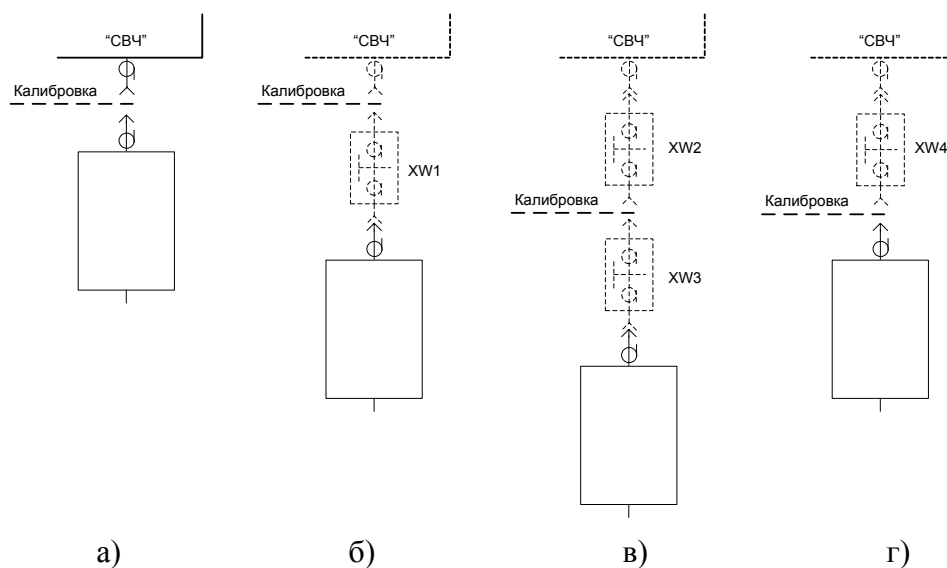 “СВЧ”
Калибровка
а)
“СВЧ”
Калибровка
XW1
б)
“СВЧ”
XW2
Калибровка
XW3
в)
“СВЧ”
XW4
Калибровка
г)